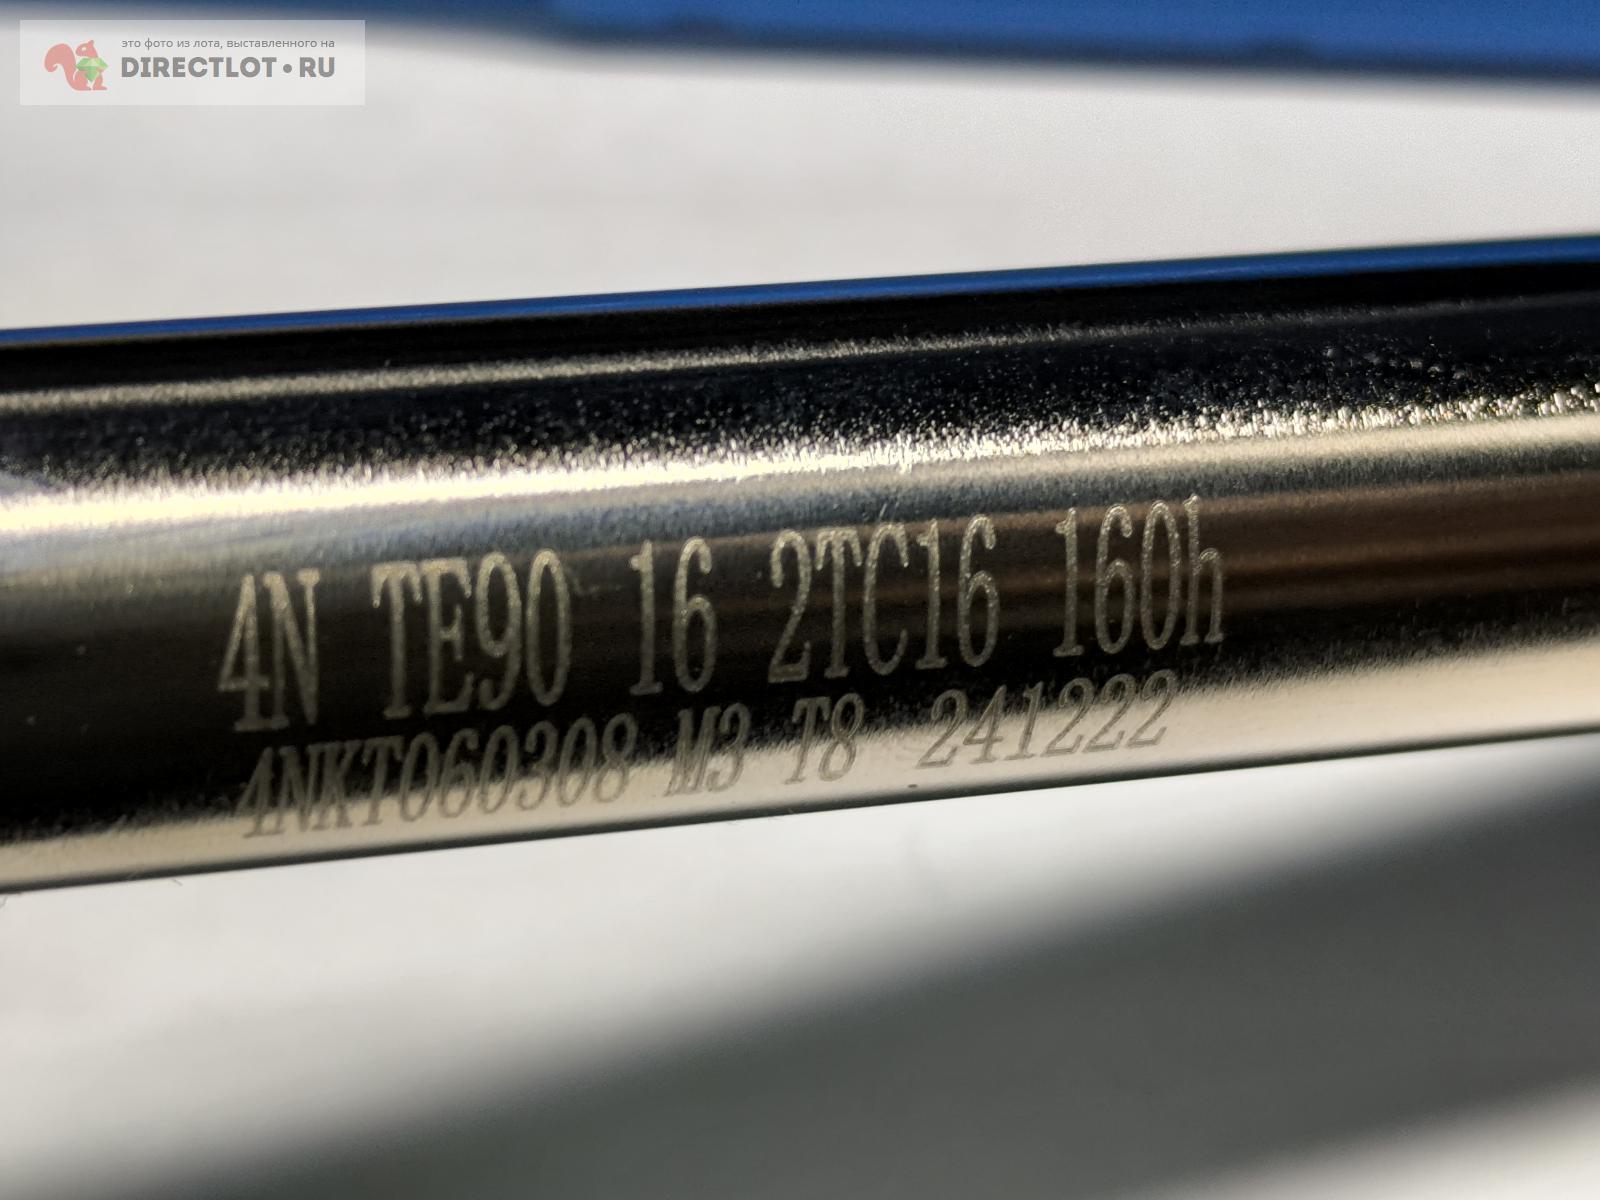 это фото из лота, выставленного на
DIRECTLOT•RU
4N TE90 16 2TC16 160h
4NKT060308 M3 T8 241222